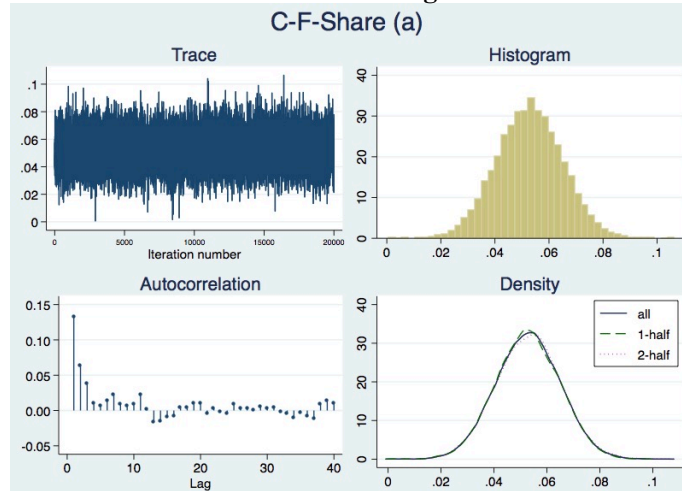 C-F-Share (a)
Trace
.1
.08
.06
.04
.02
0
0 5000 10000 15000 20000
Iteration number
Histogram
40
30
20
10
0
0 .02 .04 .06 .08 .1
Autocorrelation
0.15
0.10
0.05
0.00
-0.05
0 10 20 30 40
Lag
Density
all
1-half
2-half
40
30
20
10
0
0 .02 .04 .06 .08 .1